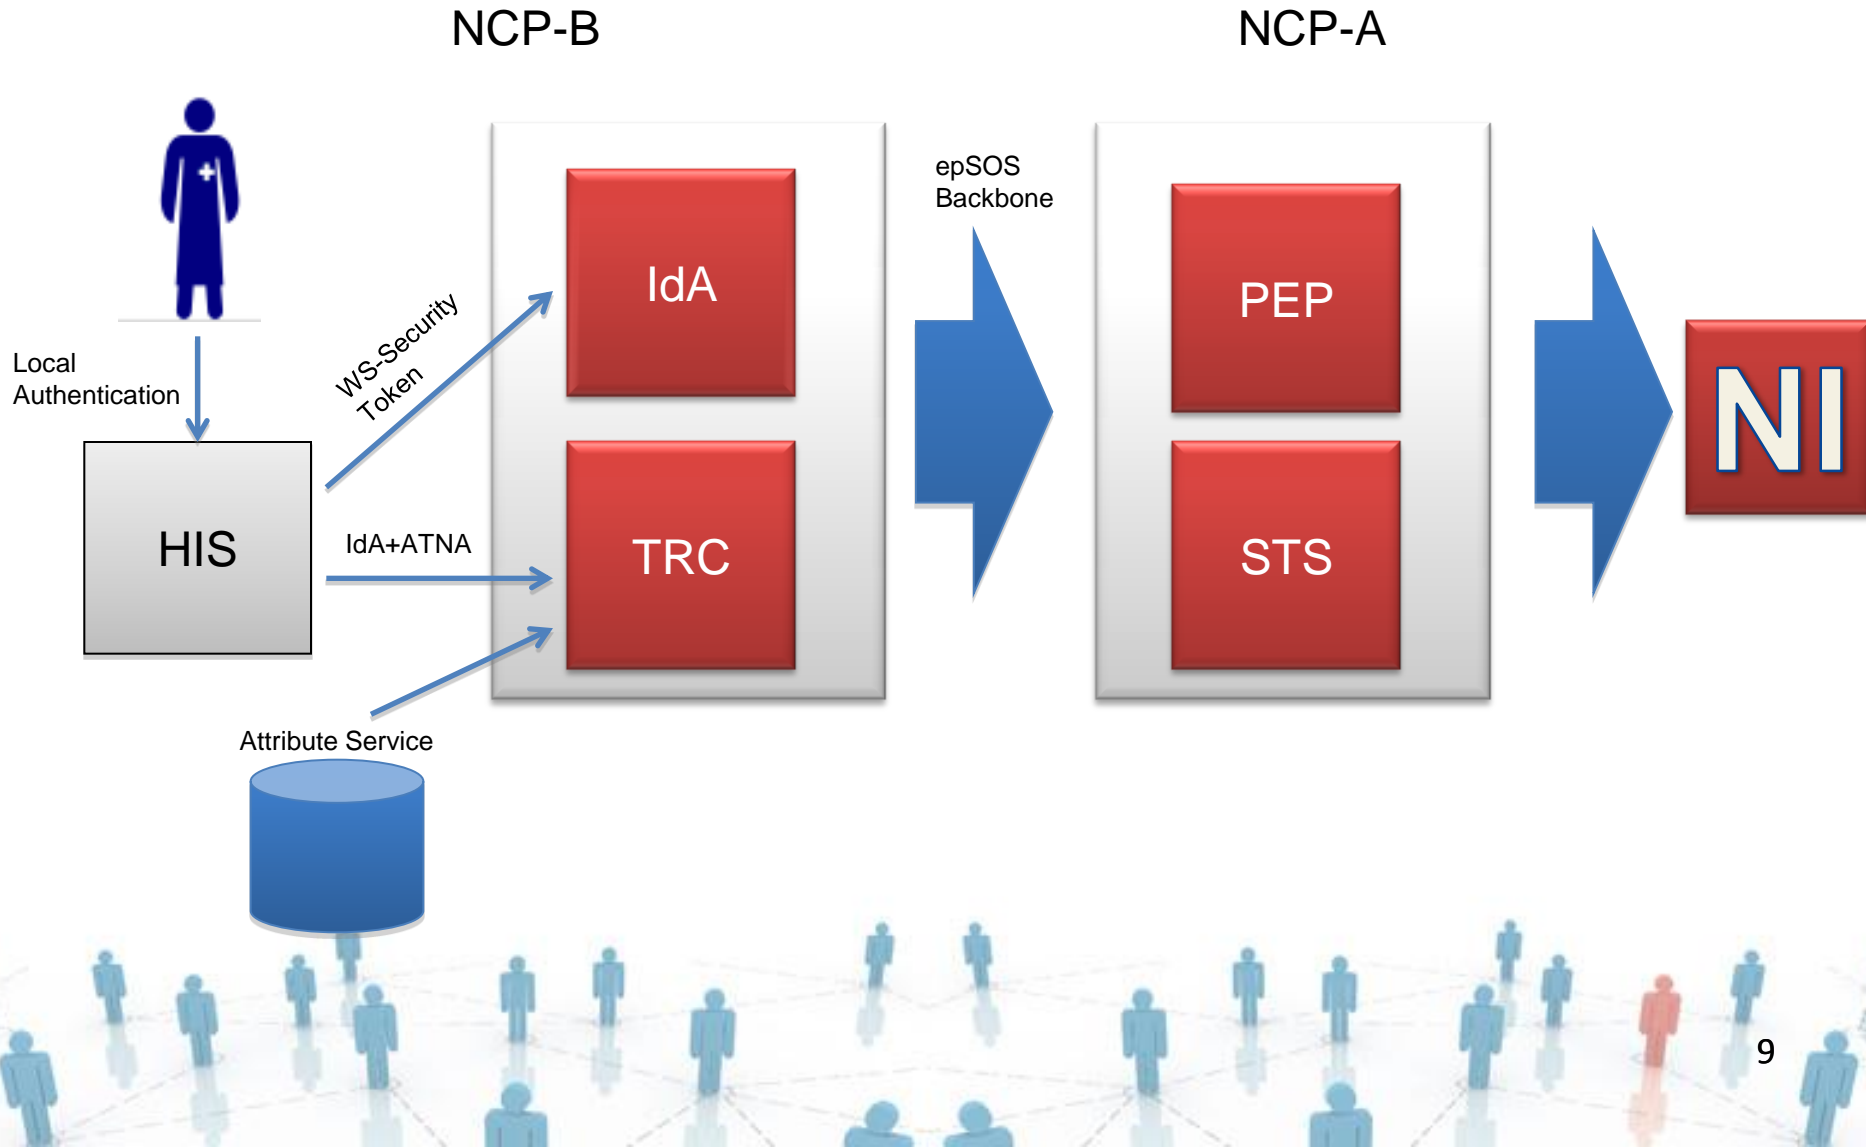 NCP-B
NCP-A
epSOS
Backbone
IdA
PEP
WS-Security
Token
Local
Authentication
NI
HIS
IdA+ATNA
TRC
STS
Attribute Service
9